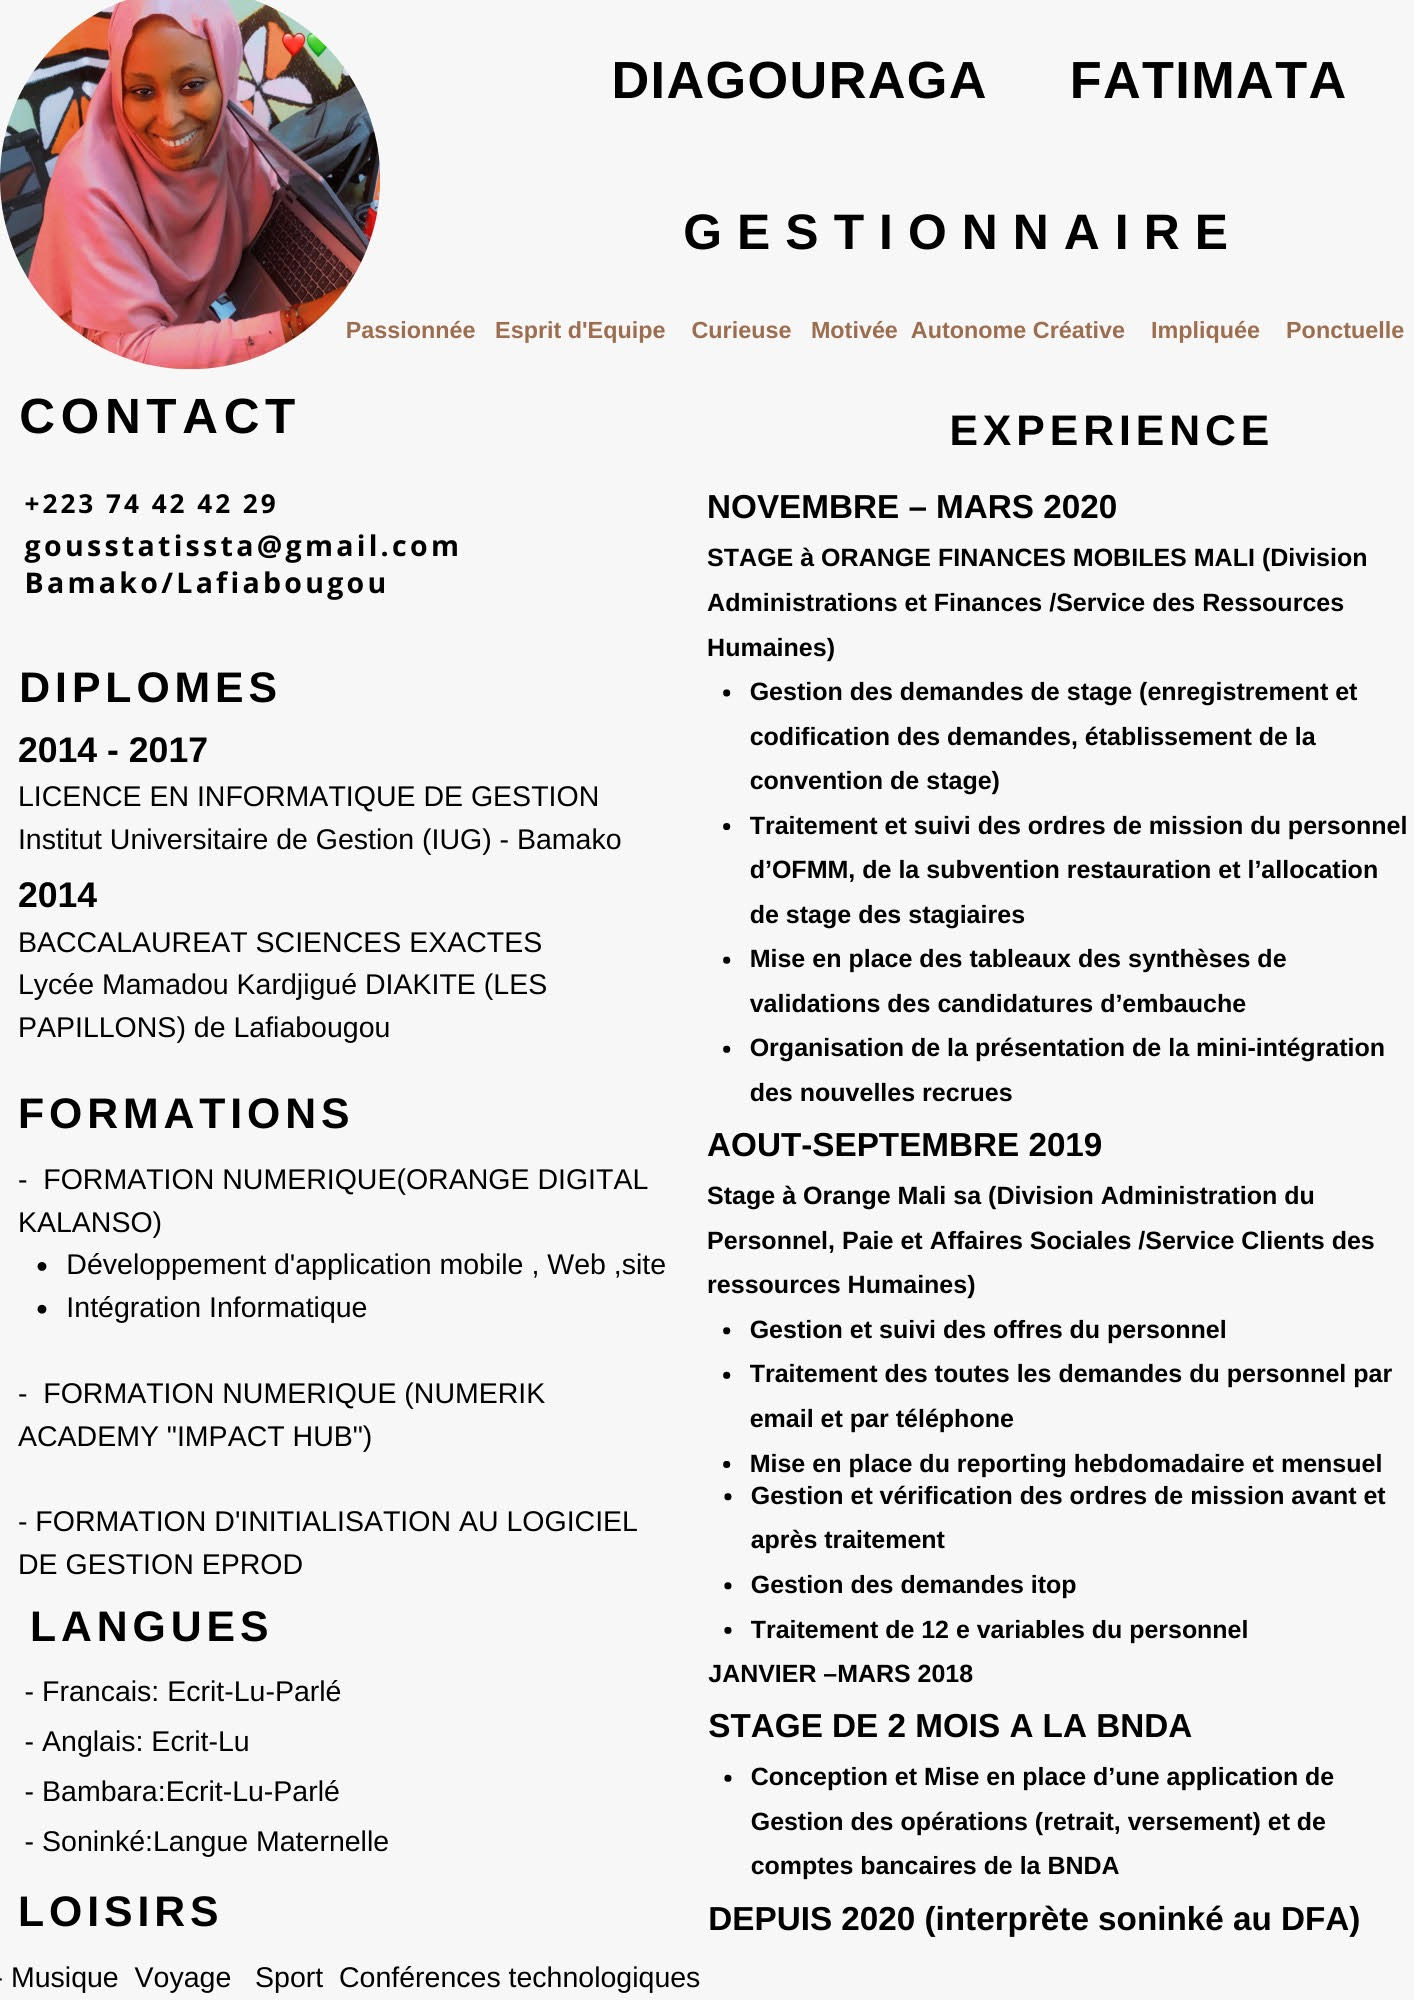 DIAGOURAGA FATIMATA
GESTIONNAIRE
Passionnée Esprit d'Equipe Curieuse Motivée Autonome Créative Impliquée Ponctuelle
CONTACT
+223 74 42 42 29
gousstatissta@gmail.com
Bamako/Lafiabougou
DIPLOMES
2014 - 2017
LICENCE EN INFORMATIQUE DE GESTION
Institut Universitaire de Gestion (IUG) - Bamako
2014
BACCALAUREAT SCIENCES EXACTES
Lycée Mamadou Kardjigué DIAKITE (LES
PAPILLONS) de Lafiabougou
FORMATIONS
- FORMATION NUMERIQUE(ORANGE DIGITAL
KALANSO)
• Développement d'application mobile , Web ,site
• Intégration Informatique
- FORMATION NUMERIQUE (NUMERIK
ACADEMY "IMPACT HUB")
- FORMATION D'INITIALISATION AU LOGICIEL
DE GESTION EPROD
LANGUES
- Francais: Ecrit-Lu-Parlé
- Anglais: Ecrit-Lu
- Bambara:Ecrit-Lu-Parlé
- Soninké:Langue Maternelle
LOISIRS
- Musique Voyage Sport Conférences technologiques
EXPERIENCE
NOVEMBRE – MARS 2020
STAGE à ORANGE FINANCES MOBILES MALI (Division
Administrations et Finances /Service des Ressources
Humaines)
• Gestion des demandes de stage (enregistrement et
codification des demandes, établissement de la
convention de stage)
• Traitement et suivi des ordres de mission du personnel
d’OFMM, de la subvention restauration et l’allocation
de stage des stagiaires
• Mise en place des tableaux des synthèses de
validations des candidatures d’embauche
• Organisation de la présentation de la mini-intégration
des nouvelles recrues
AOUT-SEPTEMBRE 2019
Stage à Orange Mali sa (Division Administration du
Personnel, Paie et Affaires Sociales /Service Clients des
ressources Humaines)
• Gestion et suivi des offres du personnel
• Traitement des toutes les demandes du personnel par
email et par téléphone
• Mise en place du reporting hebdomadaire et mensuel
• Gestion et vérification des ordres de mission avant et
après traitement
• Gestion des demandes itop
• Traitement de 12 e variables du personnel
JANVIER –MARS 2018
STAGE DE 2 MOIS A LA BNDA
• Conception et Mise en place d’une application de
Gestion des opérations (retrait, versement) et de
comptes bancaires de la BNDA
DEPUIS 2020 (interprète soninké au DFA)